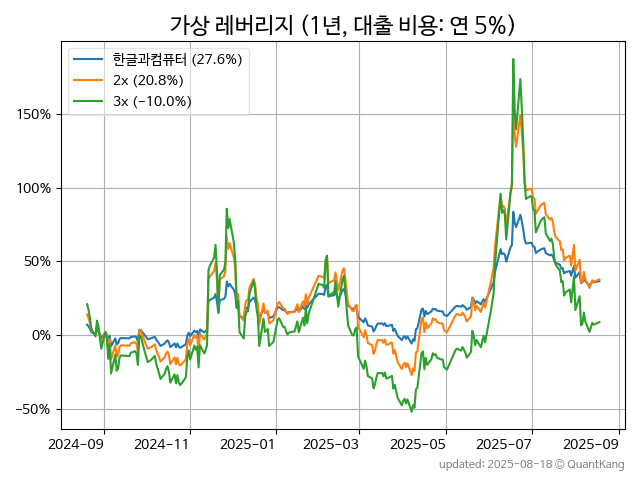 가상 레버리지 (1년, 대출 비용: 연 5%)
한글과컴퓨터 (27.6%)
2x (20.8%)
3x (−10.0%)
150%
100%
50%
0%
−50%
2024-09 2024-11 2025-01 2025-03 2025-05 2025-07 2025-09
updated: 2025-08-18 © QuantKang